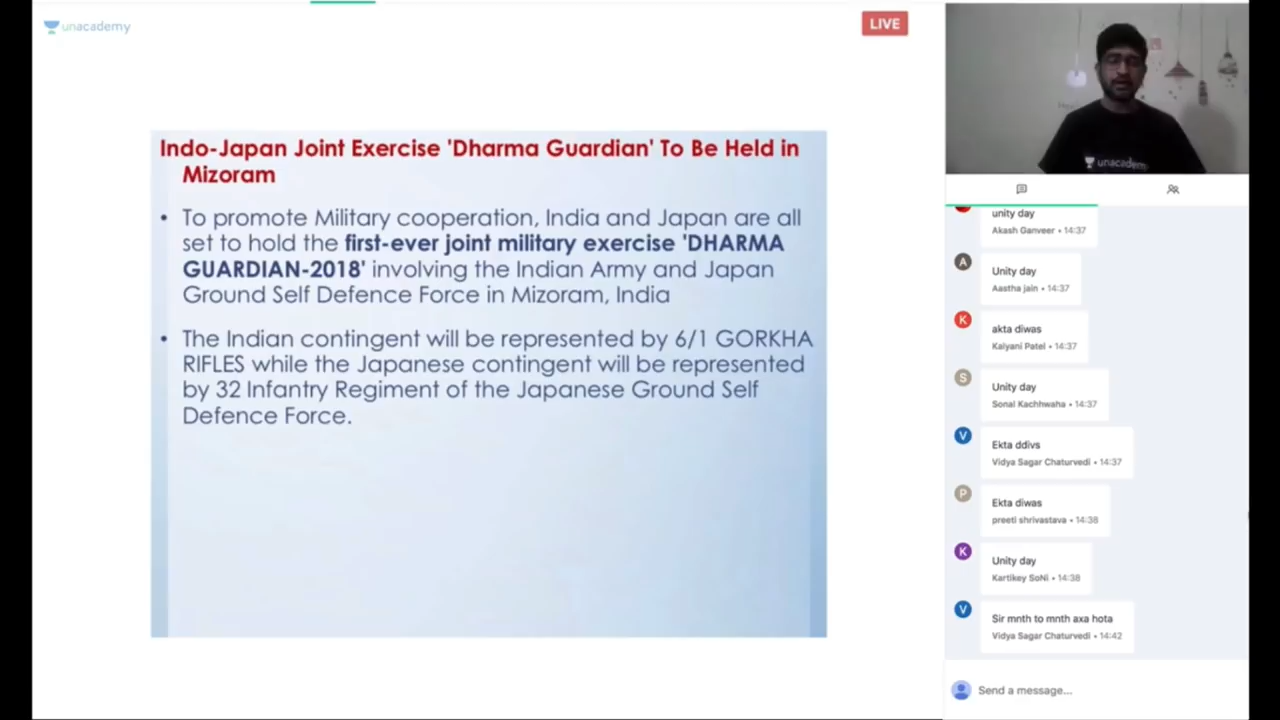 unacademy
LIVE
Indo-Japan Joint Exercise 'Dharma Guardian' To Be Held in
Mizoram
• To promote Military cooperation, India and Japan are all
set to hold the first-ever joint military exercise 'DHARMA
GUARDIAN-2018' involving the Indian Army and Japan
Ground Self Defence Force in Mizoram, India
• The Indian contingent will be represented by 6/1 GORKHA
RIFLES while the Japanese contingent will be represented
by 32 Infantry Regiment of the Japanese Ground Self
Defence Force.
unacademy
unity day
Akash Ganveer • 14:37
A
Unity day
Aastha jain • 14:37
K
akta diwas
Kalyani Patel • 14:37
S
Unity day
Sonal Kachhwaha • 14:37
V
Ekta ddivs
Vidya Sagar Chaturvedi • 14:37
P
Ekta diwas
preeti shrivastava • 14:38
K
Unity day
Kartikey SoNi • 14:38
V
Sir mnth to mnth axa hota
Vidya Sagar Chaturvedi • 14:42
Send a message...